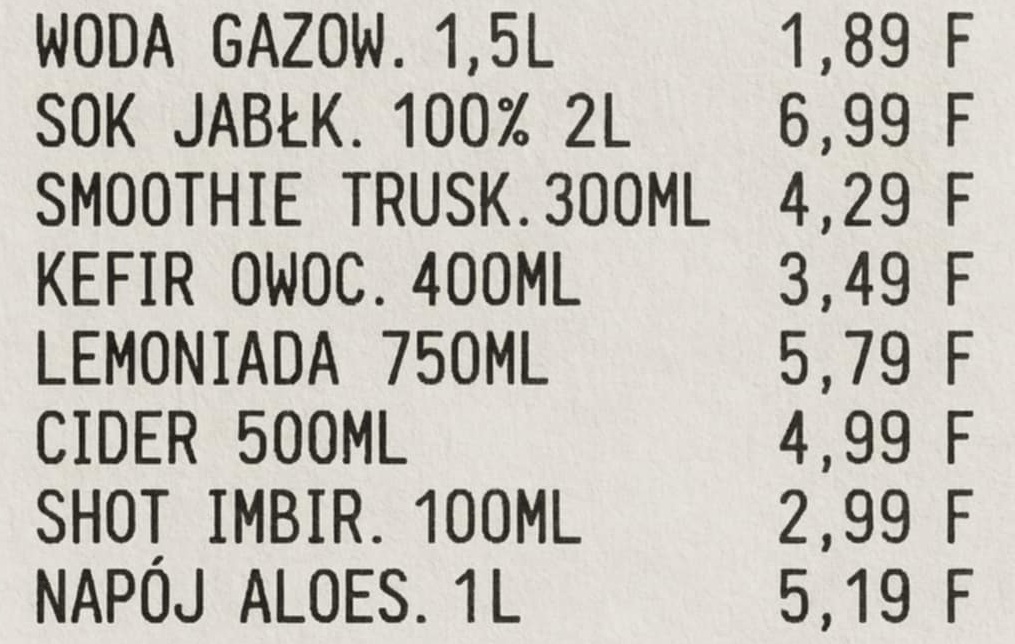 WODA GAZOW. 1,5L 1,89 F
SOK JABŁK. 100% 2L 6,99 F
SMOOTHIE TRUSK.300ML 4,29 F
KEFIR OWOC. 400ML 3,49 F
LEMONIADA 750ML 5,79 F
CIDER 500ML 4,99 F
SHOT IMBIR. 100ML 2,99 F
NAPÓJ ALOES. 1L 5,19 F